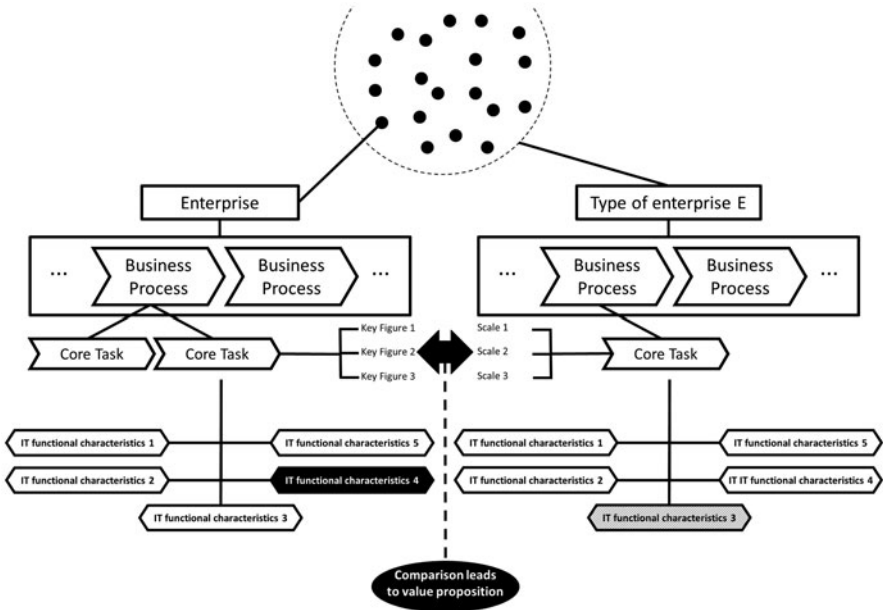 Enterprise
Type of enterprise E
...
Business
Process
Business
Process
...
...
Business
Process
Business
Process
...
Core Task
Core Task
Key Figure 1
Key Figure 2
Key Figure 3
Scale 1
Scale 2
Scale 3
Core Task
IT functional characteristics 1
IT functional characteristics 5
IT functional characteristics 2
IT functional characteristics 4
IT functional characteristics 3
IT functional characteristics 1
IT functional characteristics 5
IT functional characteristics 2
IT IT functional characteristics 4
IT functional characteristics 3
Comparison leads
to value proposition